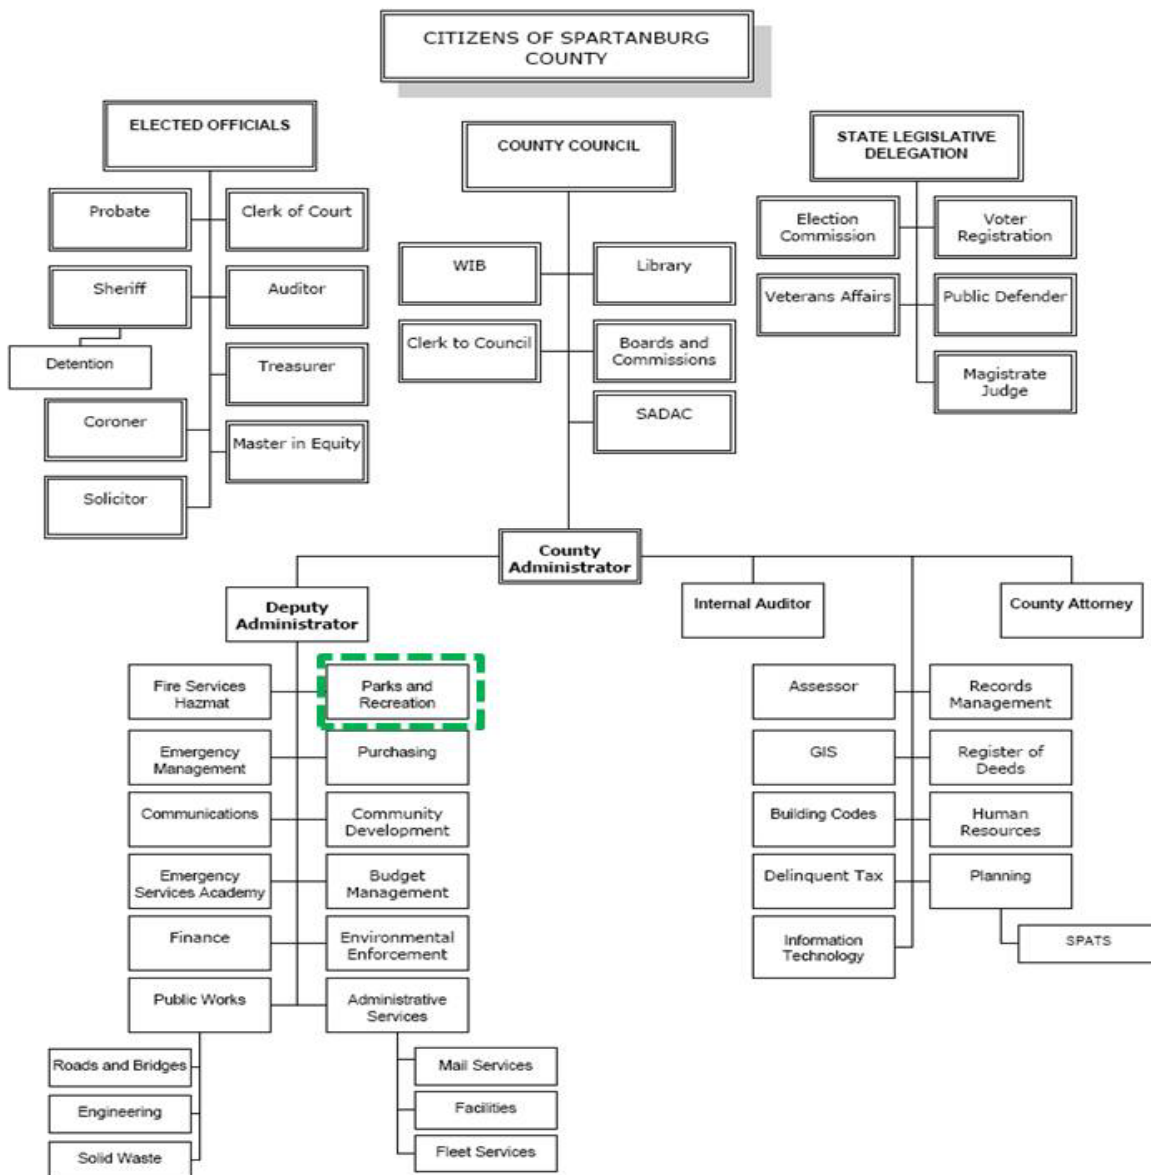 CITIZENS OF SPARTANBURG
COUNTY
ELECTED OFFICIALS
COUNTY COUNCIL
STATE LEGISLATIVE
DELEGATION
Probate
Clerk of Court
Sheriff
Auditor
Detention
Treasurer
Coroner
Master in Equity
Solicitor
WIB
Library
Clerk to Council
Boards and
Commissions
SADAC
Election
Commission
Voter
Registration
Veterans Affairs
Public Defender
Magistrate
Judge
County
Administrator
Deputy
Administrator
Internal Auditor
County Attorney
Fire Services
Hazmat
Parks and
Recreation
Emergency
Management
Purchasing
Communications
Community
Development
Emergency
Services Academy
Budget
Management
Finance
Environmental
Enforcement
Public Works
Administrative
Services
Roads and Bridges
Engineering
Solid Waste
Mail Services
Facilities
Fleet Services
Assessor
Records
Management
GIS
Register of
Deeds
Building Codes
Human
Resources
Delinquent Tax
Planning
Information
Technology
SPATS